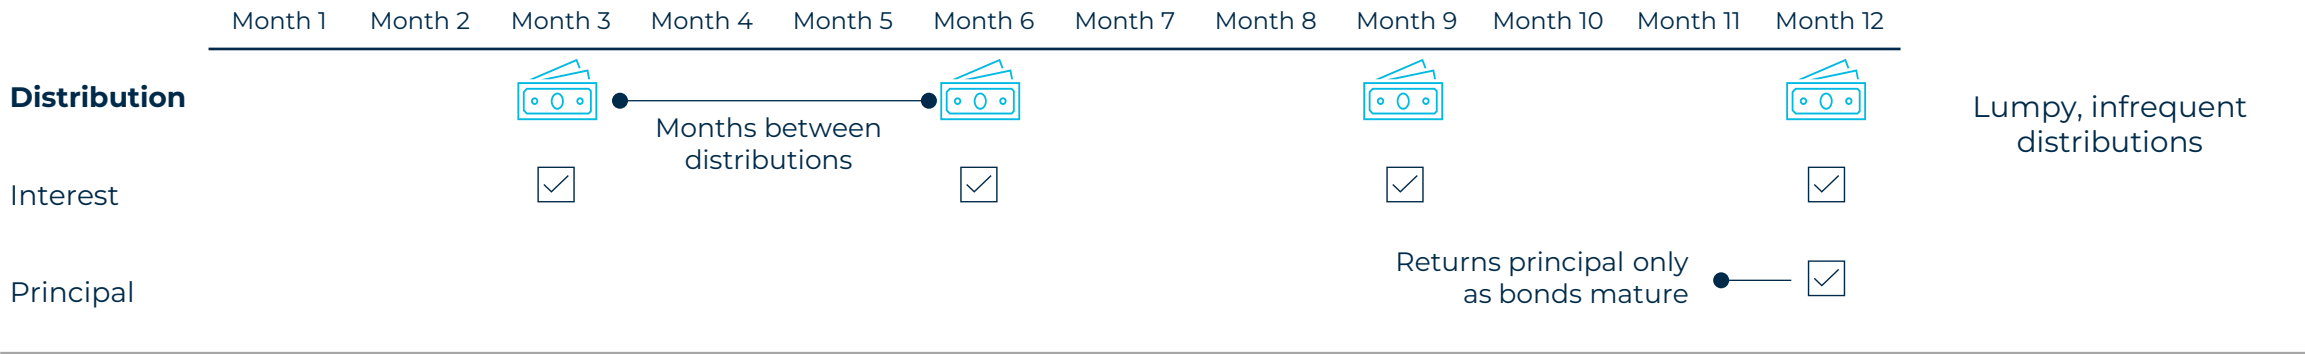 Month 1 Month 2 Month 3 Month 4 Month 5 Month 6 Month 7 Month 8 Month 9 Month 10 Month 11 Month 12
Distribution
Months between
distributions
Lumpy, infrequent
distributions
Interest
Returns principal only
as bonds mature
Principal